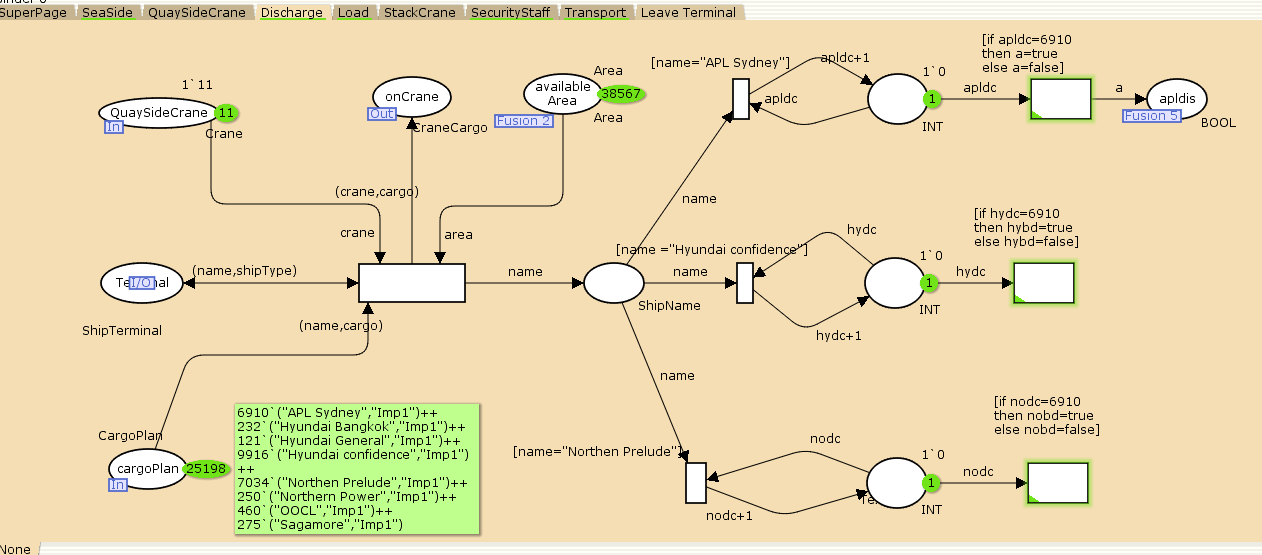 SuperPage
SeaSide
QuaySideCrane
Discharge
Load
StackCrane
SecurityStaff
Transport
Leave Terminal
1`11
QuaySideCrane
11
In
Crane
onCrane
Out
CraneCargo
Area
available
Area
38567
Fusion 2
Area
[name="APL Sydney"]
apldc+1
apldc
1`0
1
INT
apldc
[if apldc=6910
then a=true
else a=false]
a
apldis
Fusion 5
BOOL
(crane,cargo)
crane
area
name
(name,shipType)
I/O
ShipTerminal
name
ShipName
(name,cargo)
[name ="Hyundai confidence"]
name
hydc
hydc+1
1`0
1
INT
hydc
[if hydc=6910
then hybd=true
else hybd=false]
name
CargoPlan
cargoPlan
25198
In
6910`("APL Sydney","Imp1")++
232`("Hyundai Bangkok","Imp1")++
121`("Hyundai General","Imp1")++
9916`("Hyundai confidence","Imp1")
++
7034`("Northen Prelude","Imp1")++
250`("Northern Power","Imp1")++
460`("OOCL","Imp1")++
275`("Sagamore","Imp1")
[name="Northen Prelude"]
nodc
nodc+1
1`0
1
INT
nodc
[if nodc=6910
then nobd=true
else nobd=false]
None